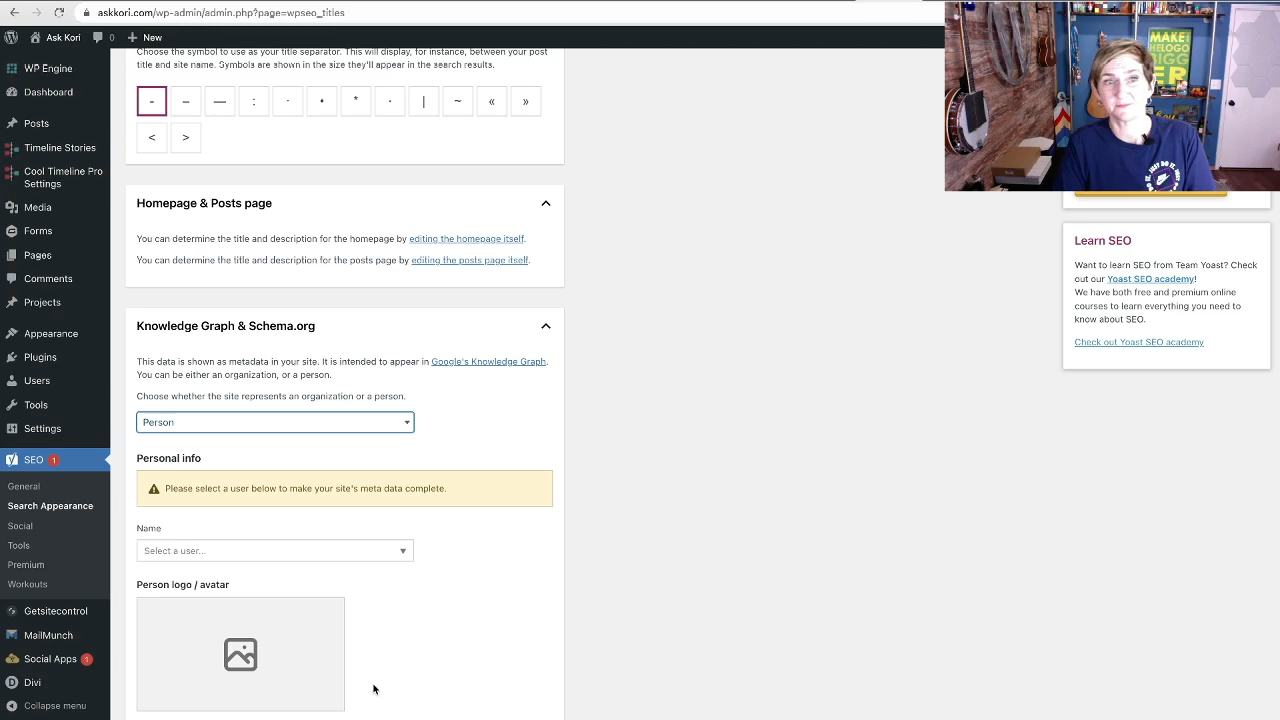 askkori.com/wp-admin/admin.php?page=wpseo_titles
Ask Kori
0
New
WP Engine
Dashboard
Posts
Timeline Stories
Cool Timeline Pro
Settings
Media
Forms
Pages
Comments
Projects
Appearance
Plugins
Users
Tools
Settings
SEO 1
General
Search Appearance
Social
Tools
Premium
Workouts
Getsitecontrol
MailMunch
Social Apps 1
Divi
Collapse menu
Choose the symbol to use as your title separator. This will display, for instance, between your post
title and site name. Symbols are shown in the size they'll appear in the search results.
- – — : · • * ⋅ | ~ « »
< >
Homepage & Posts page
You can determine the title and description for the homepage by editing the homepage itself.
You can determine the title and description for the posts page by editing the posts page itself.
Knowledge Graph & Schema.org
This data is shown as metadata in your site. It is intended to appear in Google's Knowledge Graph.
You can be either an organization, or a person.
Choose whether the site represents an organization or a person.
Person
Personal info
Please select a user below to make your site's meta data complete.
Name
Select a user...
Person logo / avatar
MAKE
THE LOGO
BIGG
ER
JUST DO IT.
Learn SEO
Want to learn SEO from Team Yoast? Check
out our Yoast SEO academy!
We have both free and premium online
courses to learn everything you need to
know about SEO.
Check out Yoast SEO academy